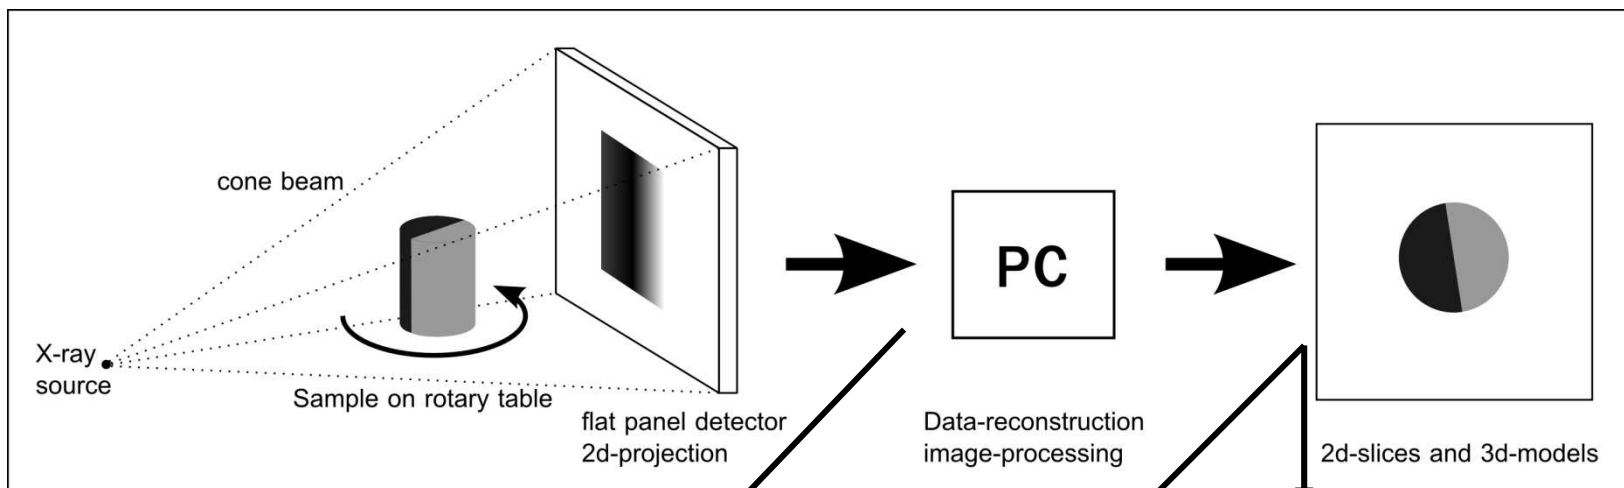 cone beam
X-ray
source
Sample on rotary table
flat panel detector
2d-projection
PC
Data-reconstruction
image-processing
2d-slices and 3d-models